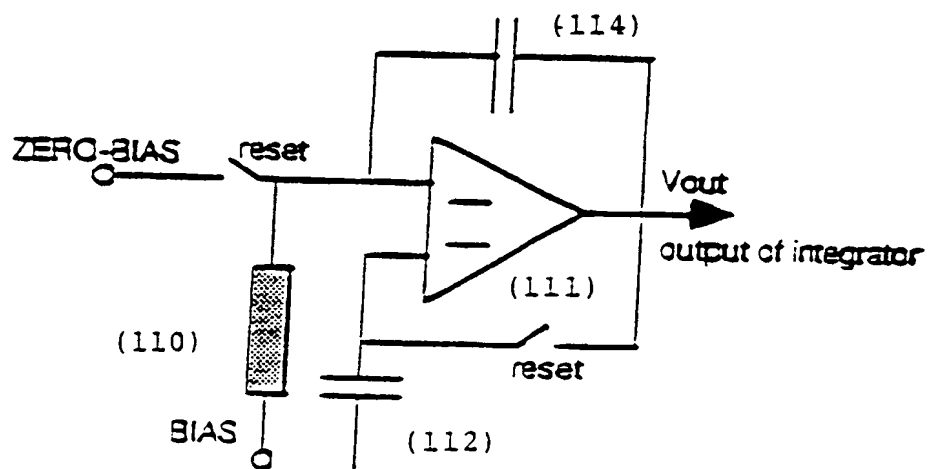 (114)
ZERO-BIAS
reset
Vout
output of integrator
(111)
(110)
reset
BIAS
(112)